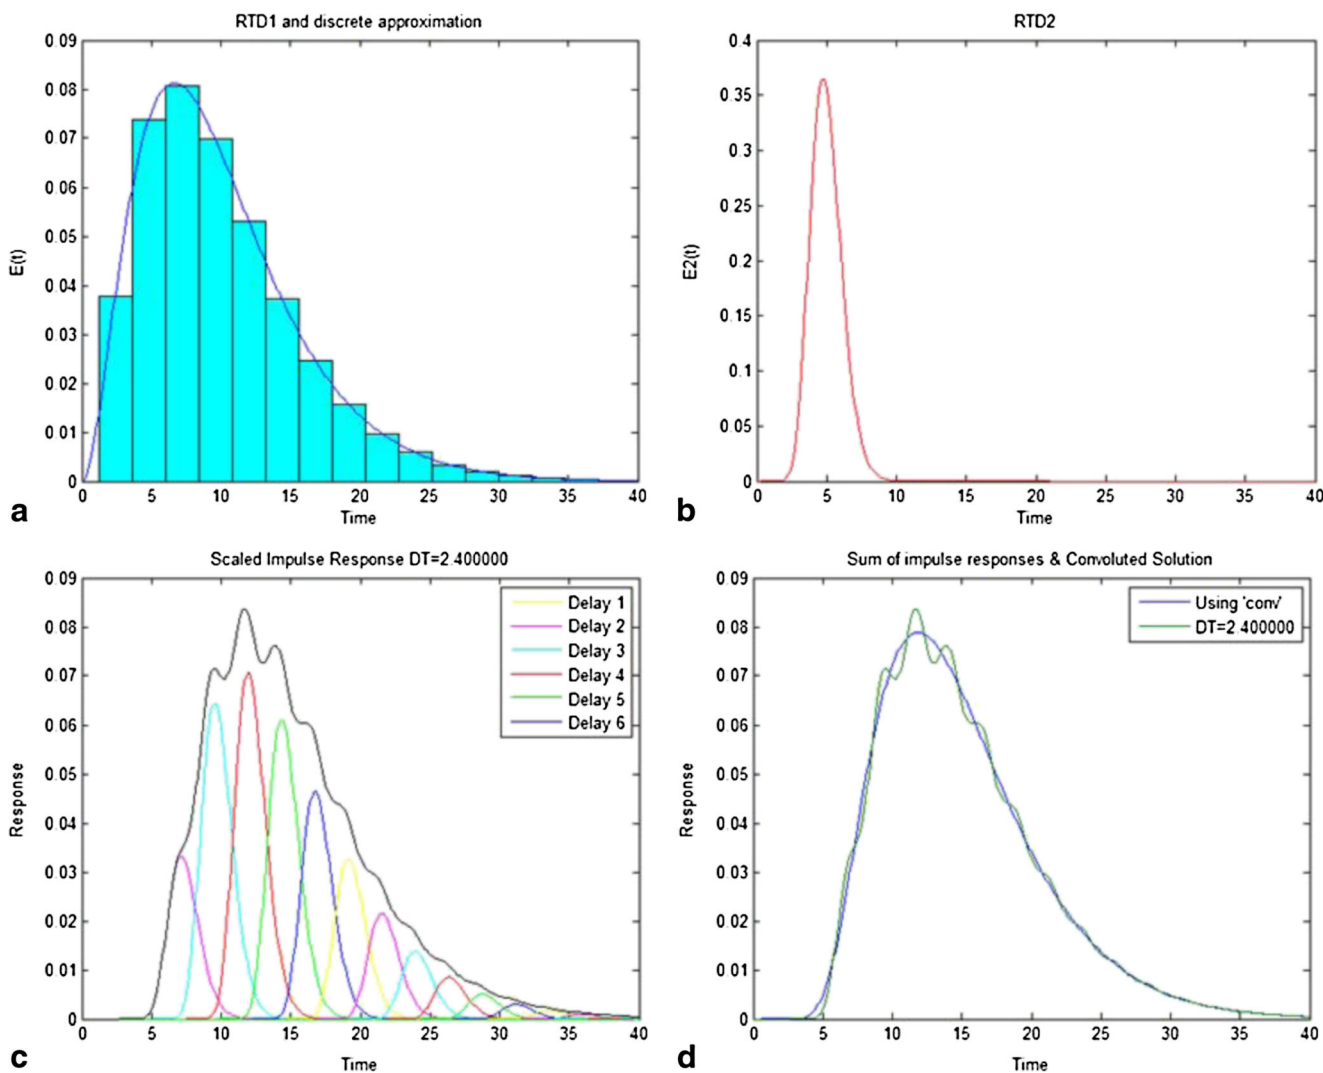 RTD1 and discrete approximation
0.09
0.08
0.07
0.06
0.05
0.04
0.03
0.02
0.01
0
E(t)
0 5 10 15 20 25 30 35 40
Time
a
RTD2
0.4
0.35
0.3
0.25
0.2
0.15
0.1
0.05
0
E2(t)
0 5 10 15 20 25 30 35 40
Time
b
Scaled Impulse Response DT=2.400000
0.09
0.08
0.07
0.06
0.05
0.04
0.03
0.02
0.01
0
Response
Delay 1
Delay 2
Delay 3
Delay 4
Delay 5
Delay 6
0 5 10 15 20 25 30 35 40
Time
c
Sum of impulse responses & Convoluted Solution
0.09
0.08
0.07
0.06
0.05
0.04
0.03
0.02
0.01
0
Response
Using 'conv'
DT=2.400000
0 5 10 15 20 25 30 35 40
Time
d